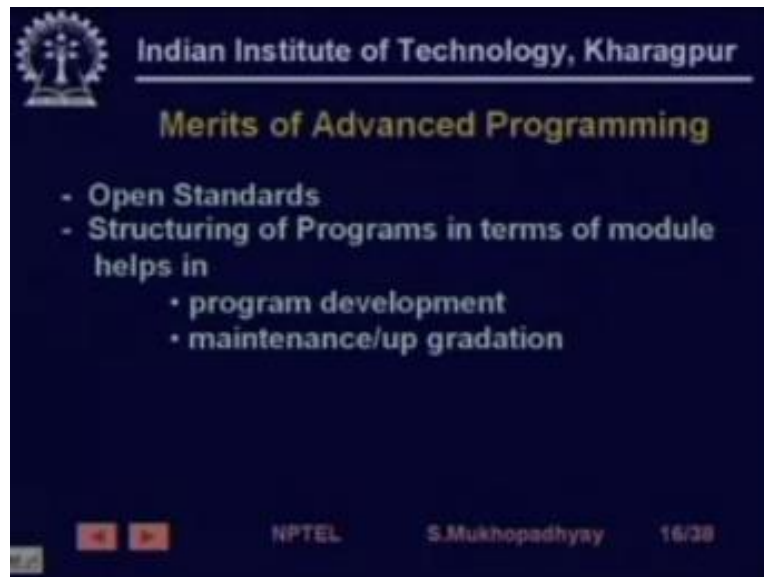 Indian Institute of Technology, Kharagpur
Merits of Advanced Programming
- Open Standards
- Structuring of Programs in terms of module
helps in
• program development
• maintenance/up gradation
NPTEL S.Mukhopadhyay 16/38